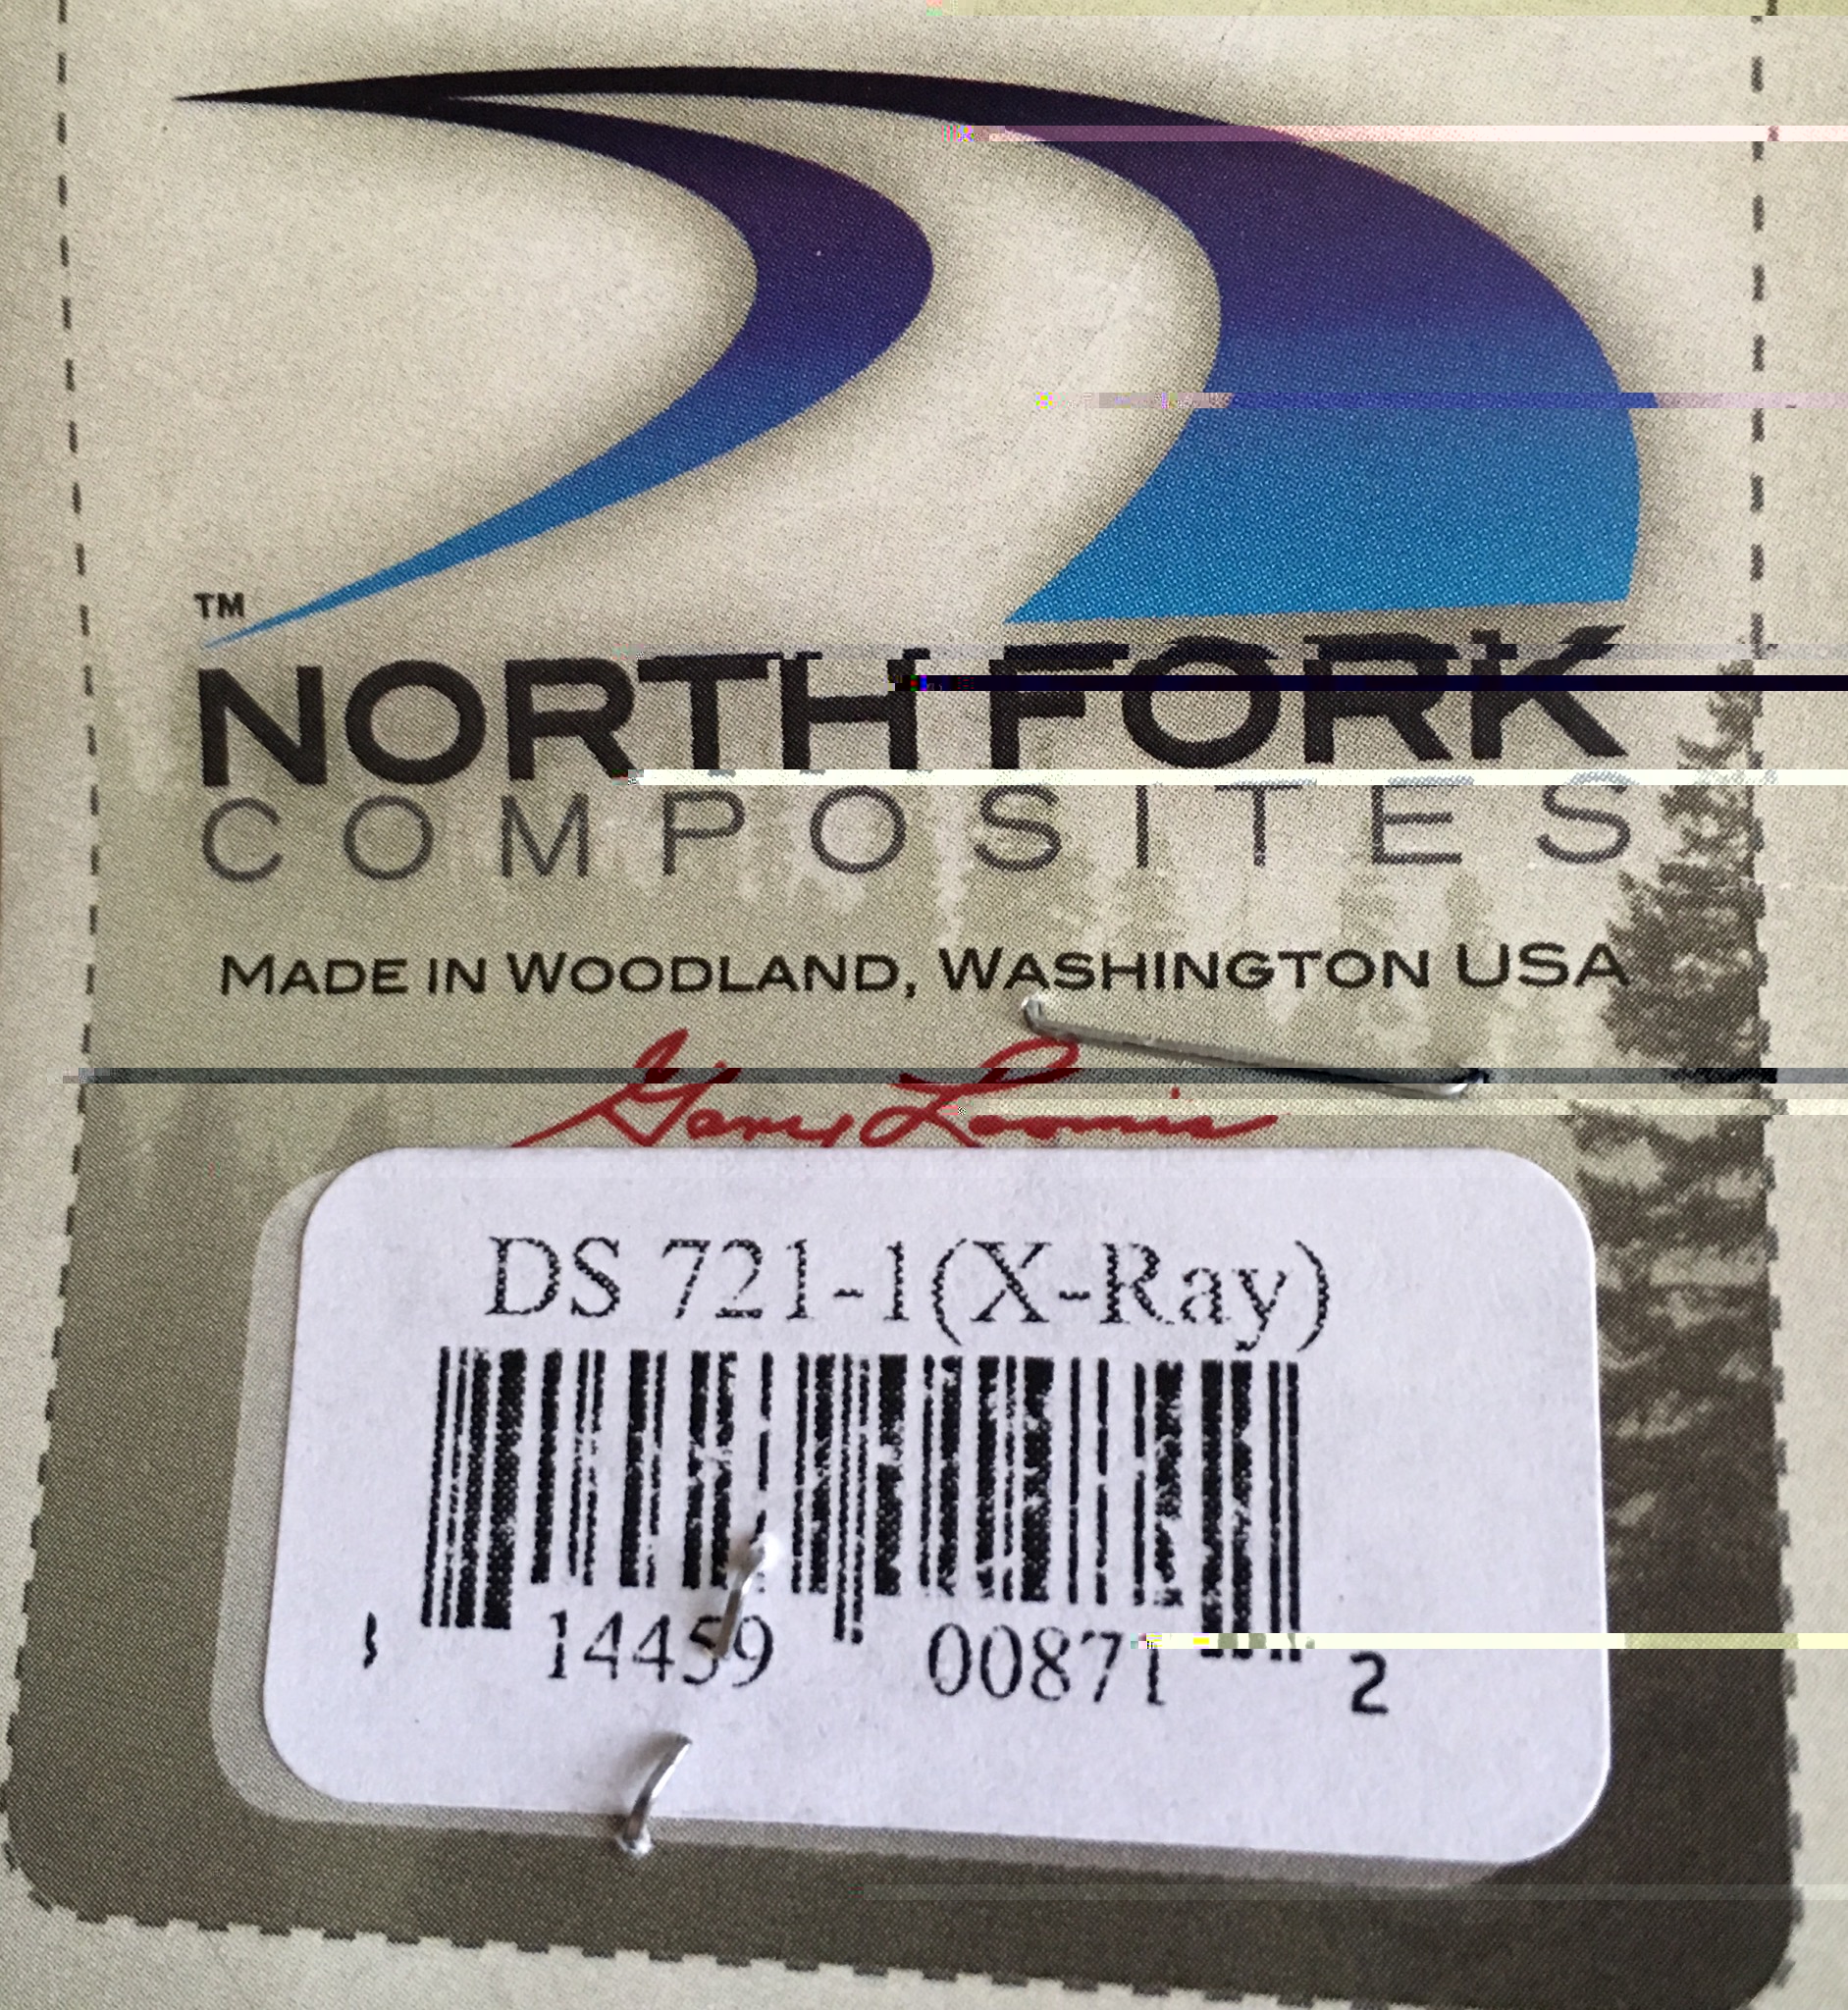 TM
NORTH FORK
COMPOSITES
MADE IN WOODLAND, WASHINGTON USA
Gary Loomis
DS 721-1(X-Ray)
14459 00871 2